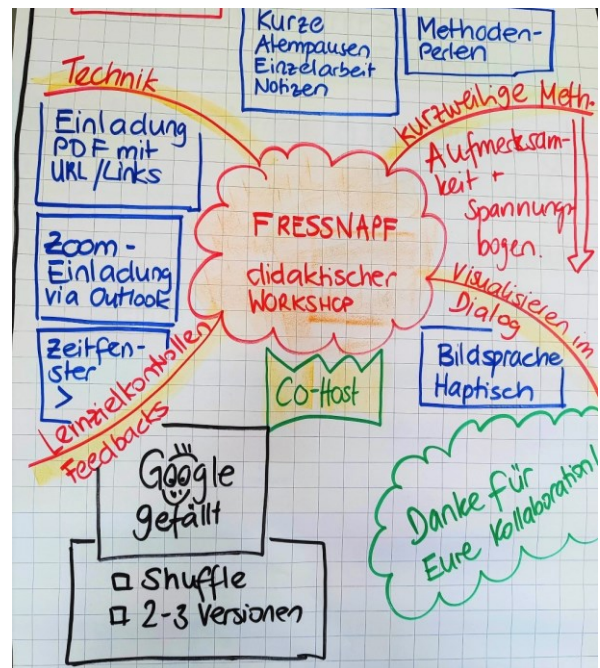 Kurze
Atempausen
Einzelarbeit
Notizen
Methoden-
Perlen
Technik
Einladung
PDF mit
URL/Links
Zoom-
Einladung
via Outlook
Zeitfen-
ster
>
kurzweilige Meth.
Aufmerksam-
keit +
Spannungs-
bogen.
FRESSNAPF
didaktischer
WORKSHOP
Visualisieren im
Dialog
Bildsprache
Haptisch
Co-Host
Lernzielkontrollen
Feedbacks
Google
gefällt
Shuffle
2-3 Versionen
Danke für
Eure Kollaboration!